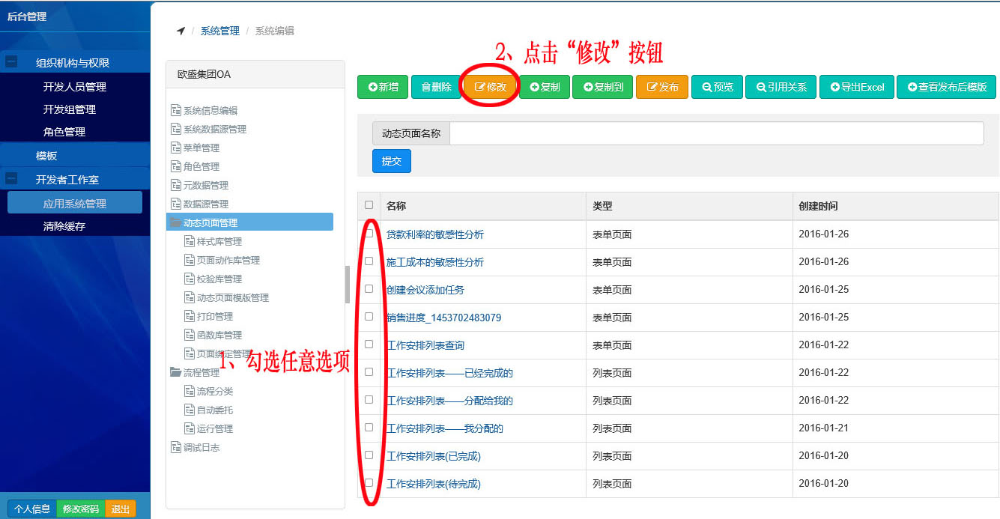 后台管理
组织机构与权限
开发人员管理
开发组管理
角色管理
模板
开发者工作室
应用系统管理
清除缓存
个人信息 修改密码 退出
/ 系统管理 / 系统编辑
欧盛集团OA
系统信息编辑
系统数据源管理
菜单管理
角色管理
元数据管理
数据源管理
动态页面管理
样式库管理
页面动作库管理
校验库管理
动态页面模版管理
打印管理
函数库管理
页面绑定管理
流程管理
流程分类
自动委托
运行管理
调试日志
1、勾选任意选项
2、点击“修改”按钮
新增 删除 修改 复制 复制到 发布 预览 引用关系 导出Excel 查看发布后模版
动态页面名称
提交
名称 类型 创建时间
贷款利率的敏感性分析 表单页面 2016-01-26
施工成本的敏感性分析 表单页面 2016-01-26
创建会议添加任务 表单页面 2016-01-25
销售进度_1453702483079 表单页面 2016-01-25
工作安排列表查询 表单页面 2016-01-22
工作安排列表——已经完成的 列表页面 2016-01-22
工作安排列表——分配给我的 列表页面 2016-01-22
工作安排列表——我分配的 列表页面 2016-01-21
工作安排列表(已完成) 列表页面 2016-01-20
工作安排列表(待完成) 列表页面 2016-01-20